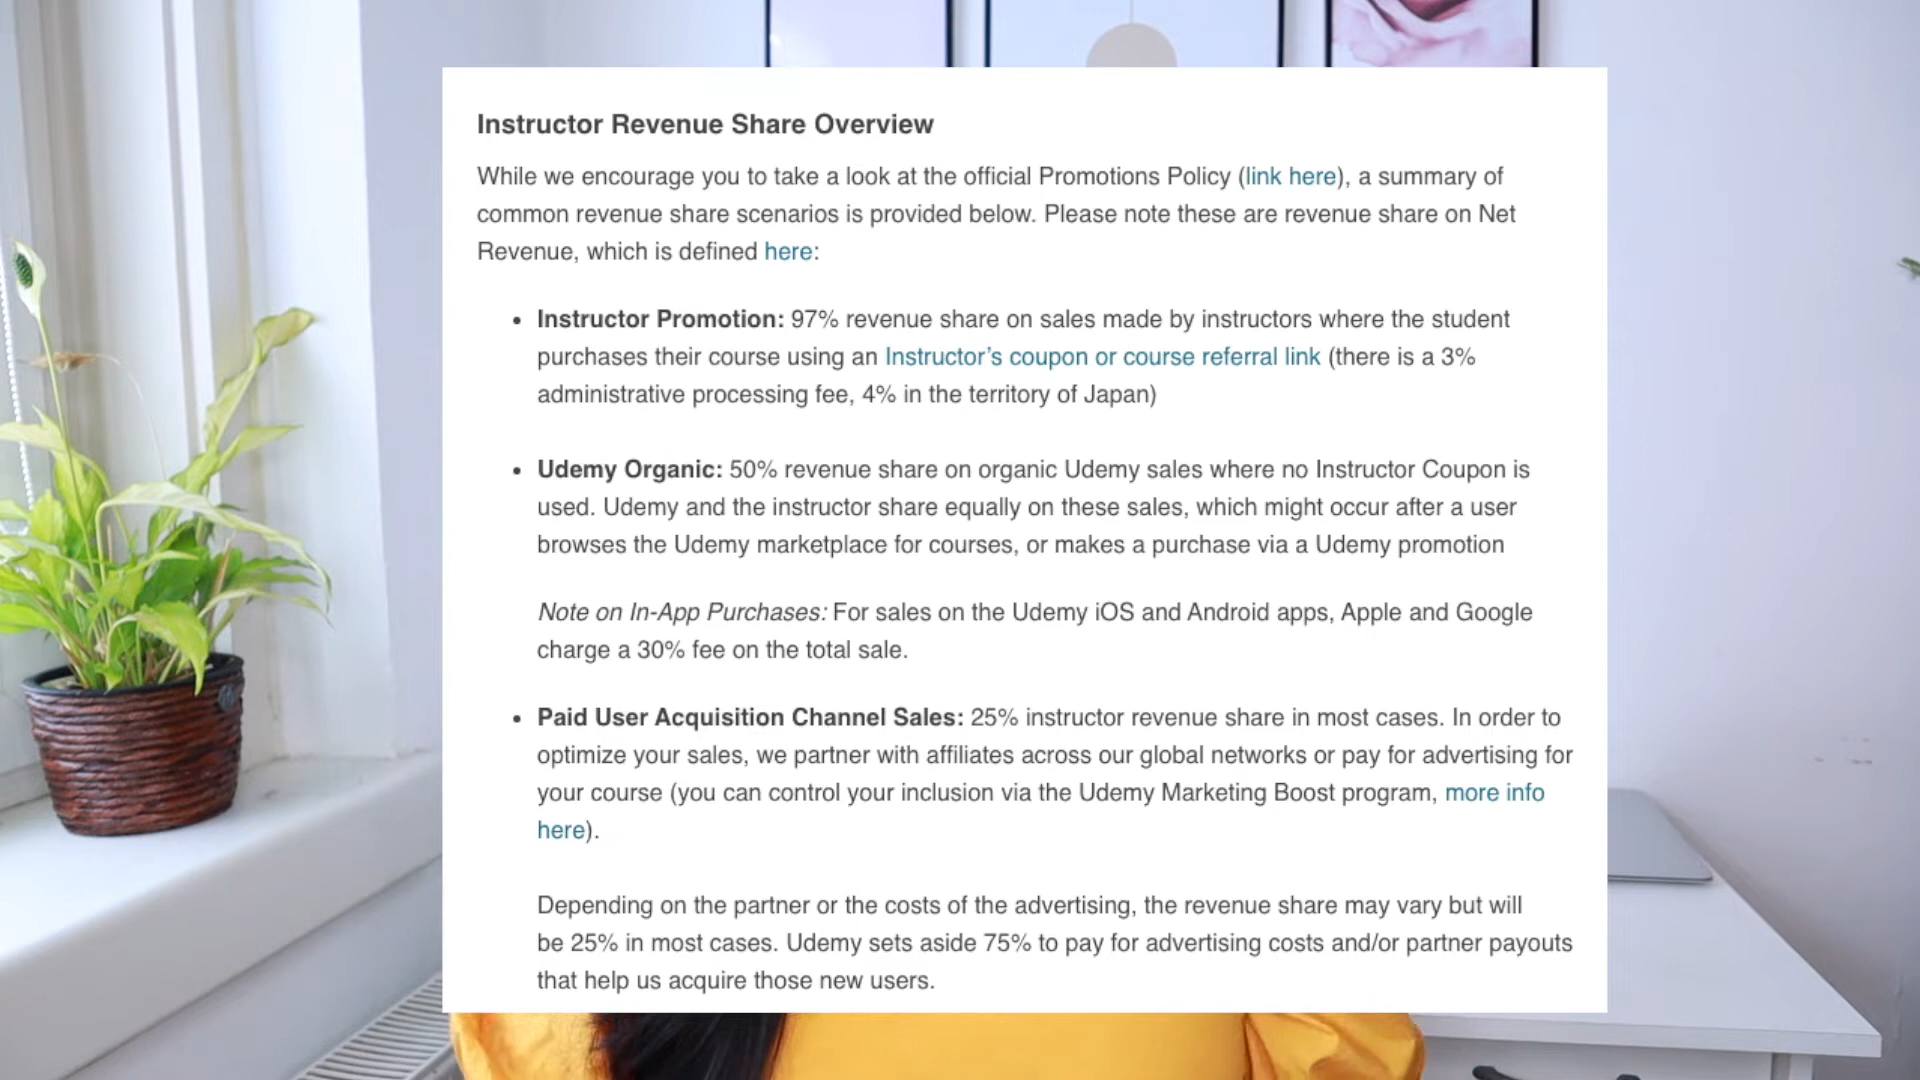 Instructor Revenue Share Overview
While we encourage you to take a look at the official Promotions Policy (link here), a summary of
common revenue share scenarios is provided below. Please note these are revenue share on Net
Revenue, which is defined here:
• Instructor Promotion: 97% revenue share on sales made by instructors where the student
purchases their course using an Instructor’s coupon or course referral link (there is a 3%
administrative processing fee, 4% in the territory of Japan)
• Udemy Organic: 50% revenue share on organic Udemy sales where no Instructor Coupon is
used. Udemy and the instructor share equally on these sales, which might occur after a user
browses the Udemy marketplace for courses, or makes a purchase via a Udemy promotion
Note on In-App Purchases: For sales on the Udemy iOS and Android apps, Apple and Google
charge a 30% fee on the total sale.
• Paid User Acquisition Channel Sales: 25% instructor revenue share in most cases. In order to
optimize your sales, we partner with affiliates across our global networks or pay for advertising for
your course (you can control your inclusion via the Udemy Marketing Boost program, more info
here).
Depending on the partner or the costs of the advertising, the revenue share may vary but will
be 25% in most cases. Udemy sets aside 75% to pay for advertising costs and/or partner payouts
that help us acquire those new users.